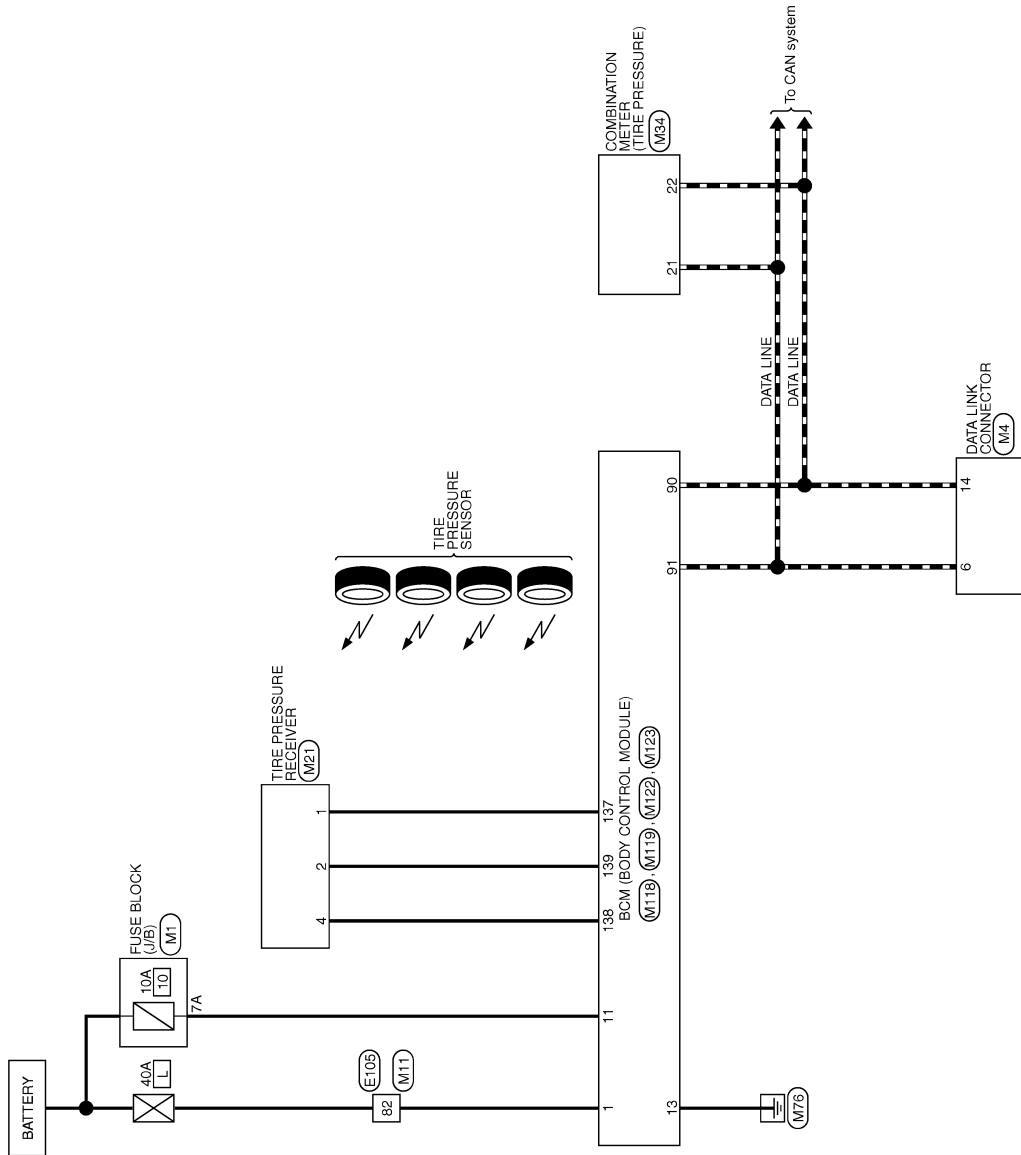 BATTERY
40A
L
10A
10
FUSE BLOCK
(J/B)
M1
7A
E105
M11
82
TIRE PRESSURE
RECEIVER
M21
4
2
1
TIRE
PRESSURE
SENSOR
COMBINATION
METER
(TIRE PRESSURE)
M34
21
22
1
11
138
139
137
BCM (BODY CONTROL MODULE)
M118 , M119 , M122 , M123
13
91
90
M76
DATA LINE
DATA LINE
To CAN system
DATA LINK
CONNECTOR
M4
6
14